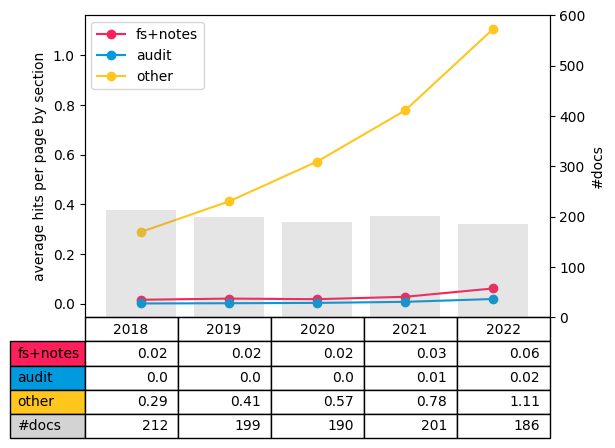 fs+notes
audit
other
average hits per page by section
1.0
0.8
0.6
0.4
0.2
0.0
600
500
400
300
200
100
0
#docs
2018 2019 2020 2021 2022
fs+notes 0.02 0.02 0.02 0.03 0.06
audit 0.0 0.0 0.0 0.01 0.02
other 0.29 0.41 0.57 0.78 1.11
#docs 212 199 190 201 186